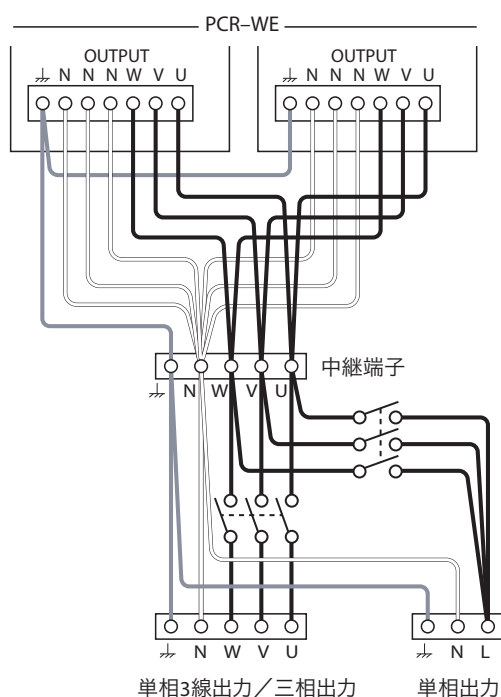 PCR–WE
OUTPUT
N N N W V U
OUTPUT
N N N W V U
中継端子
N W V U
N W V U
N L
単相3線出力／三相出力
単相出力